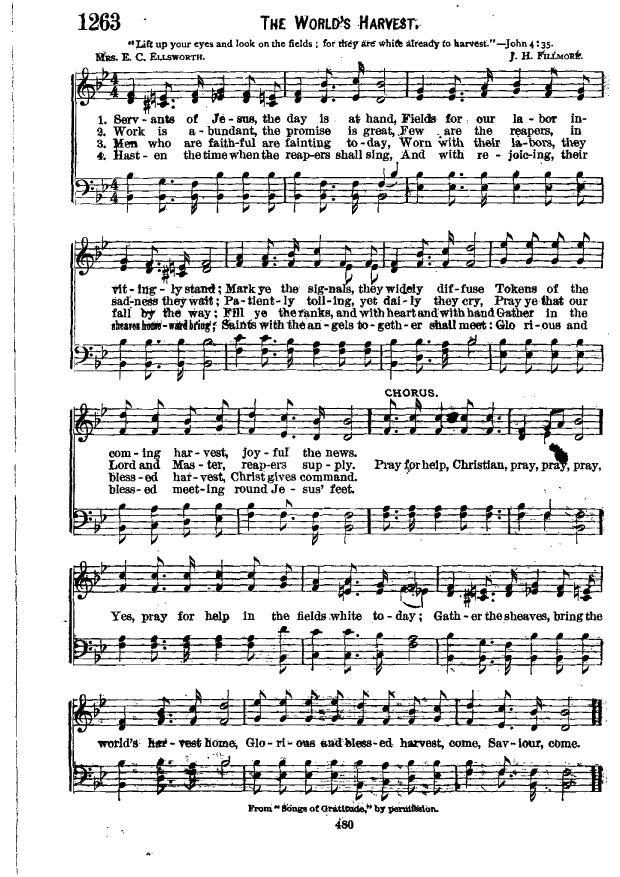 1263 THE WORLD'S HARVEST.
"Lift up your eyes and look on the fields; for they are white already to harvest."—John 4:35.
MRS. E. C. ELLSWORTH. J. H. FILLMORE.
1. Serv - ants of Je - sus, the day is at hand, Fields for our la - bor in-
2. Work is a - bundant, the promise is great, Few are the reapers, in
3. Men who are faith-ful are fainting to-day, Worn with their la-bors, they
4. Hast - en the time when the reap-ers shall sing, And with re - joic-ing, their
vit-ing - ly stand; Mark ye the sig-nals, they widely dif-fuse Tokens of the
sad-ness they wait; Pa-tient-ly toil-ing, yet dai-ly they cry, Pray ye that our
fall by the way; Fill ye the ranks, and with heart and with hand Gather in the
sheaves home-ward bring; Saints with the an-gels to-geth-er shall meet: Glo ri-ous and
CHORUS.
com-ing har-vest, joy-ful the news.
Lord and Mas-ter, reap-ers sup-ply. Pray for help, Christian, pray, pray, pray,
bless-ed har-vest, Christ gives command.
bless-ed meet-ing round Je-sus' feet.
Yes, pray for help in the fields white to-day; Gath-er the sheaves, bring the
world's har-vest home, Glo-ri-ous and bless-ed harvest, come, Sav-iour, come.
From "Songs of Gratitude," by permission.
480